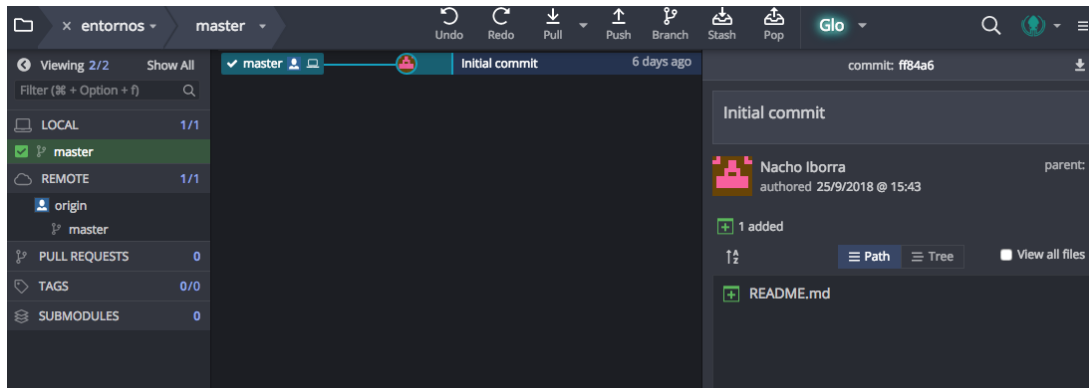 entornos
master
Undo
Redo
Pull
Push
Branch
Stash
Pop
Glo
Viewing 2/2
Show All
Filter (⌘ + Option + f)
LOCAL 1/1
master
REMOTE 1/1
origin
master
PULL REQUESTS 0
TAGS 0/0
SUBMODULES 0
master
Initial commit
6 days ago
commit: ff84a6
Initial commit
Nacho Iborra
parent:
authored 25/9/2018 @ 15:43
1 added
Path
Tree
View all files
README.md